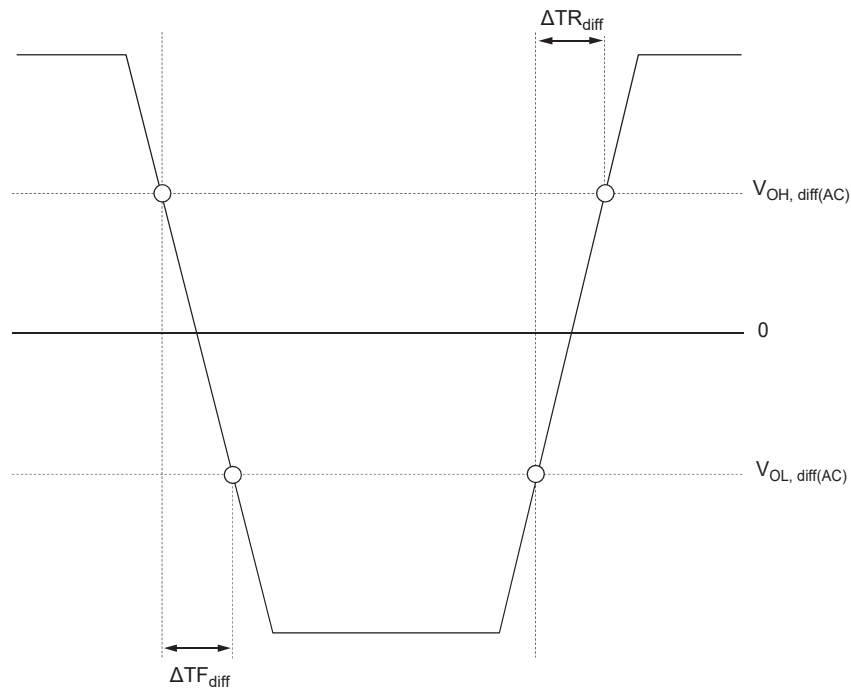 ΔTR_diff
V_OH, diff(AC)
0
V_OL, diff(AC)
ΔTF_diff